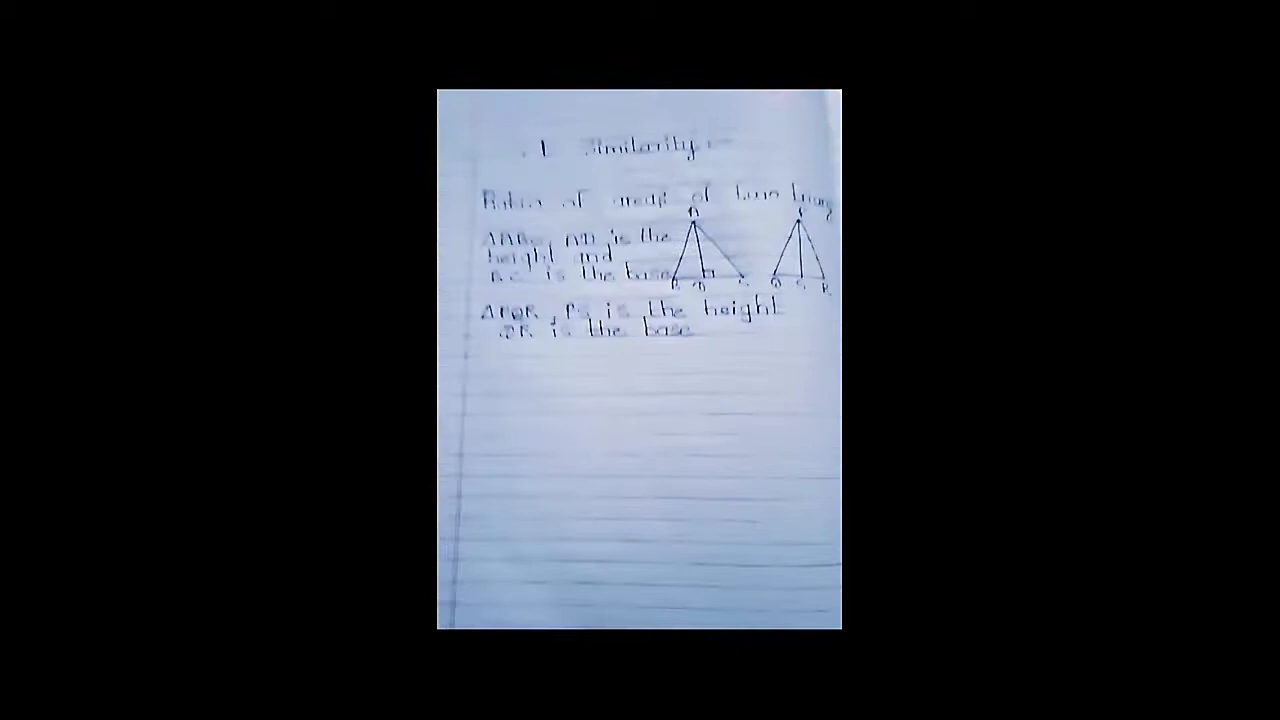 1 Similarity
Ratio of areas of two triang
ΔABC, AD is the
height and
BC is the base
A
B D C
P
Q S R
ΔPQR, PS is the height
QR is the base